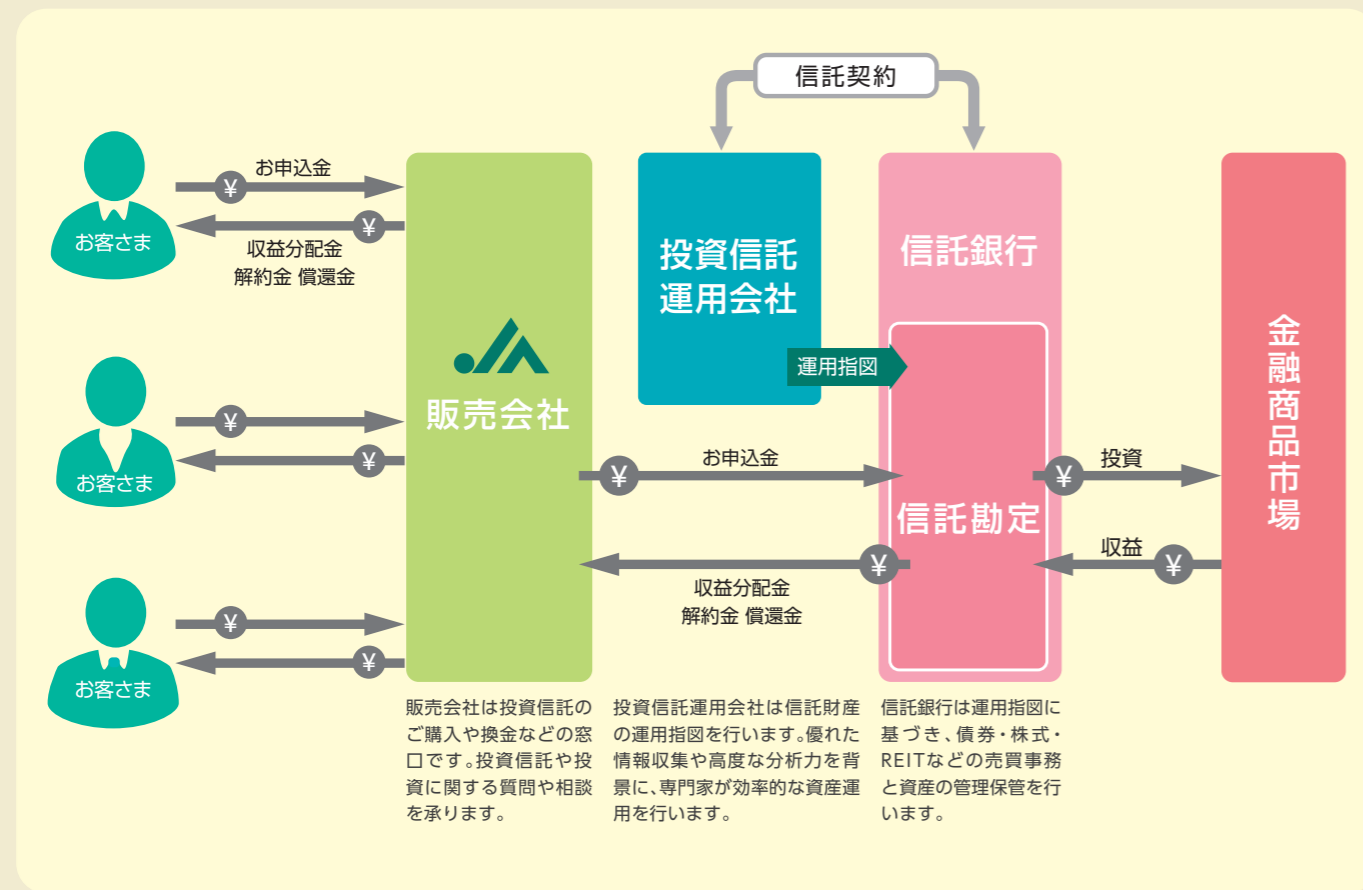 信託契約
お申込金
¥
¥
お客さま
収益分配金
解約金 償還金
¥
¥
お客さま
¥
¥
お客さま
JA
販売会社
投資信託
運用会社
運用指図
信託銀行
信託勘定
お申込金
¥
収益分配金
解約金 償還金
¥
投資
¥
収益
¥
金融商品市場
販売会社は投資信託の
ご購入や換金などの窓
口です。投資信託や投
資に関する質問や相談
を承ります。
投資信託運用会社は信託財産
の運用指図を行います。優れた
情報収集や高度な分析力を背
景に、専門家が効率的な資産運
用を行います。
信託銀行は運用指図に
基づき、債券・株式・
REITなどの売買事務
と資産の管理保管を行
います。